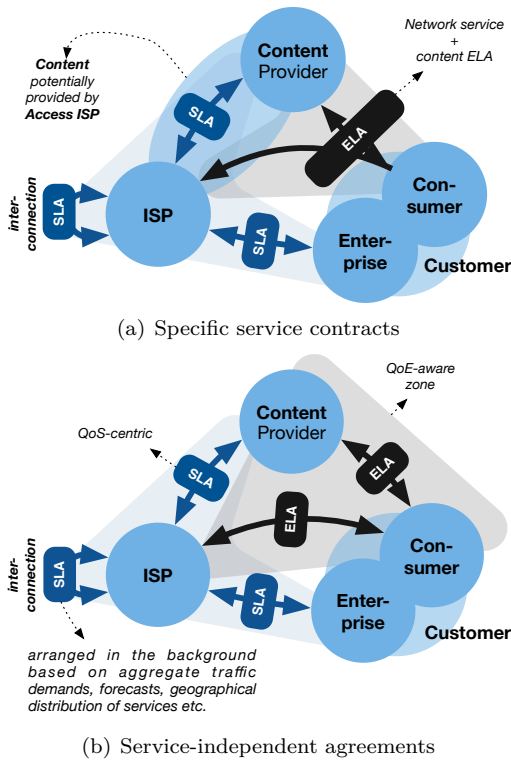 Content
potentially
provided by
Access ISP
Content
Provider
Network service
+
content ELA
SLA
ELA
inter-
connection
SLA
ISP
SLA
Con-
sumer
Enter-
prise
Customer
(a) Specific service contracts
QoE-aware
zone
Content
Provider
QoS-centric
SLA
ELA
ELA
inter-
connection
SLA
ISP
SLA
Con-
sumer
Enter-
prise
Customer
arranged in the background
based on aggregate traffic
demands, forecasts, geographical
distribution of services etc.
(b) Service-independent agreements